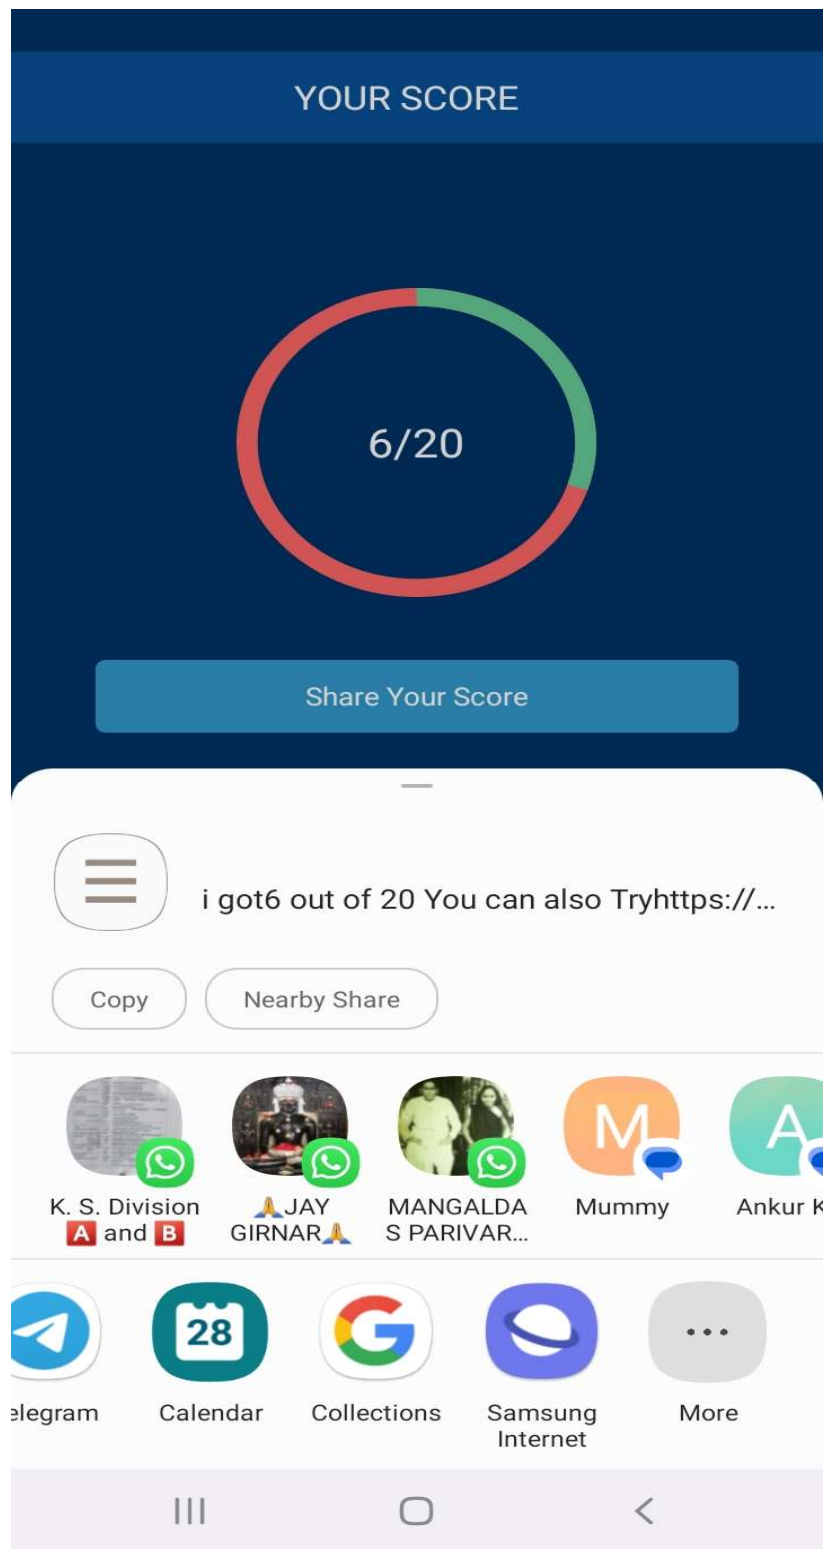 YOUR SCORE
6/20
Share Your Score
i got6 out of 20 You can also Tryhttps://...
Copy
Nearby Share
K. S. Division
🅰 and 🅱
🙏JAY
GIRNAR🙏
MANGALDA
S PARIVAR...
Mummy
Ankur K
M
A
28
elegram
Calendar
Collections
Samsung
Internet
More